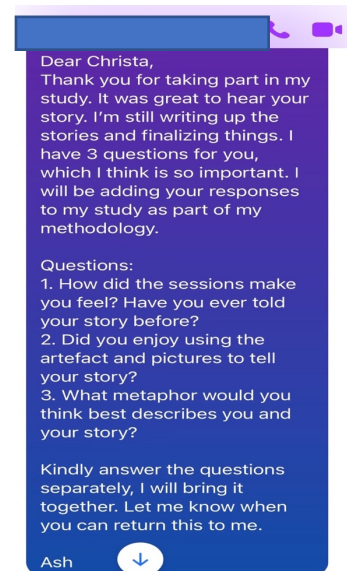 Dear Christa,
Thank you for taking part in my
study. It was great to hear your
story. I'm still writing up the
stories and finalizing things. I
have 3 questions for you,
which I think is so important. I
will be adding your responses
to my study as part of my
methodology.
Questions:
1. How did the sessions make
you feel? Have you ever told
your story before?
2. Did you enjoy using the
artefact and pictures to tell
your story?
3. What metaphor would you
think best describes you and
your story?
Kindly answer the questions
separately, I will bring it
together. Let me know when
you can return this to me.
Ash